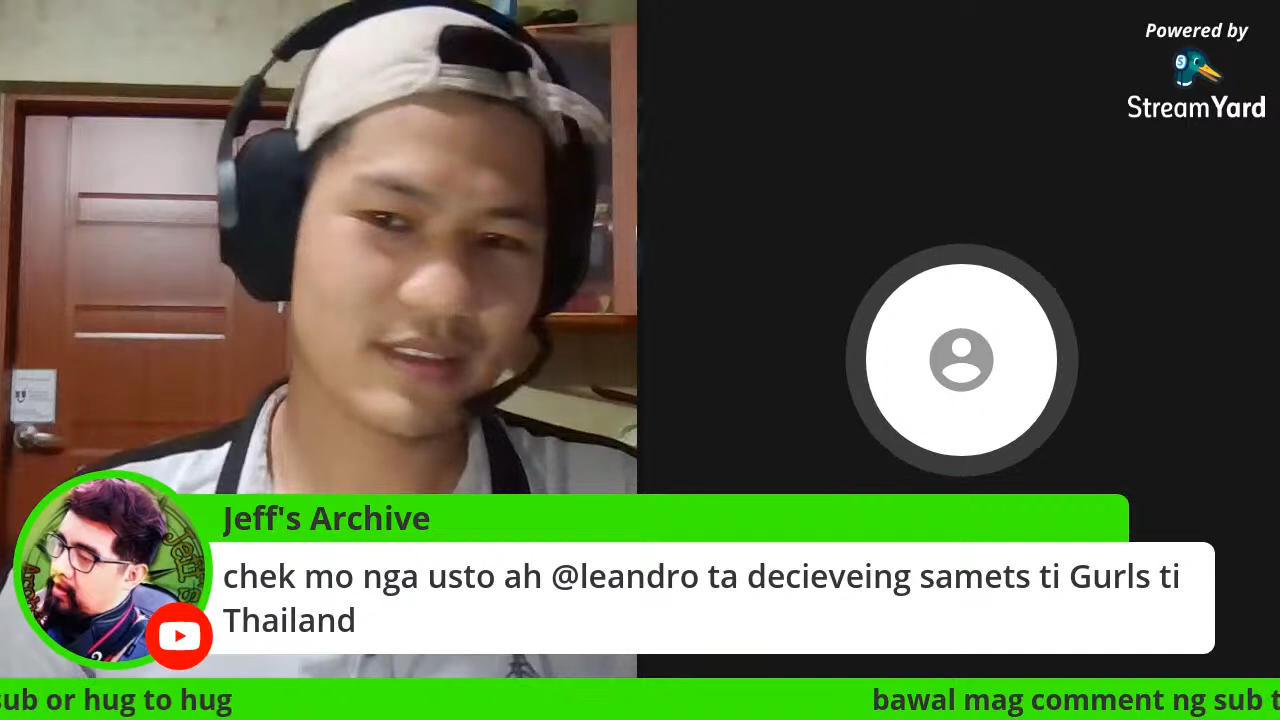 Powered by
StreamYard
Jeff's Archive
chek mo nga usto ah @leandro ta decieveing samets ti Gurls ti
Thailand
sub or hug to hug
bawal mag comment ng sub t